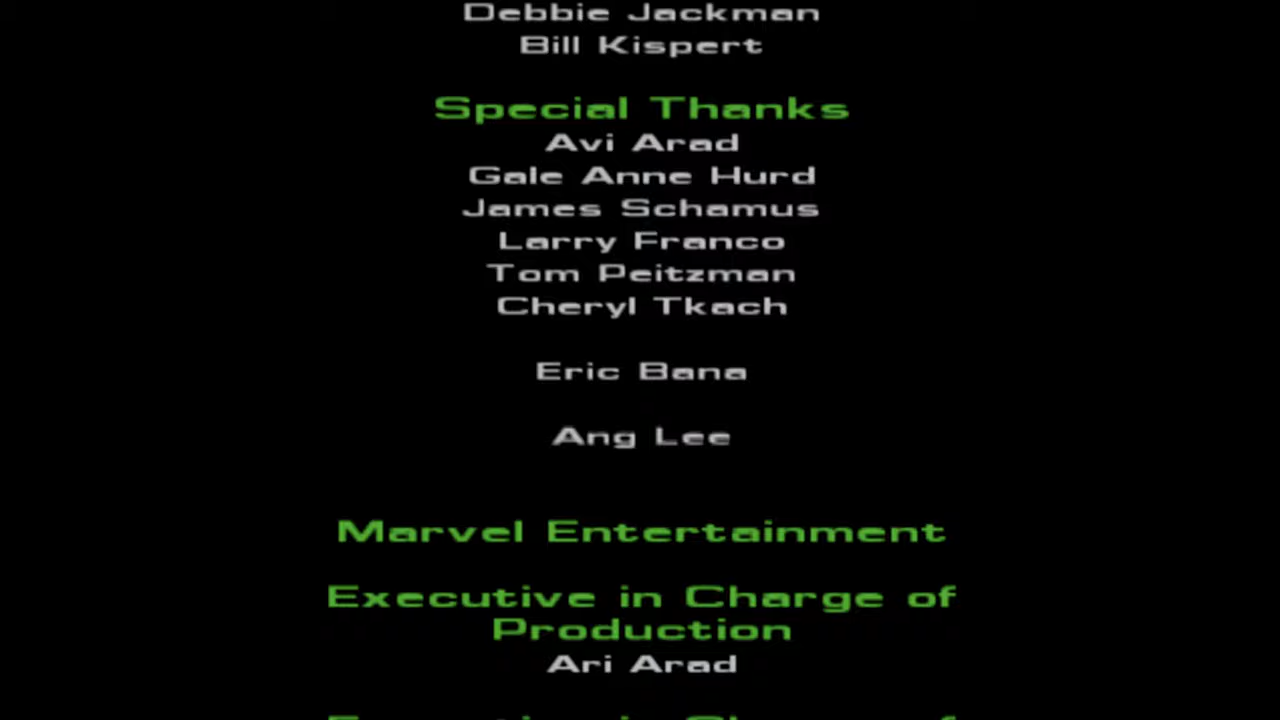 Debbie Jackman
Bill Kispert
Special Thanks
Avi Arad
Gale Anne Hurd
James Schamus
Larry Franco
Tom Peitzman
Cheryl Tkach
Eric Bana
Ang Lee
Marvel Entertainment
Executive in Charge of
Production
Ari Arad